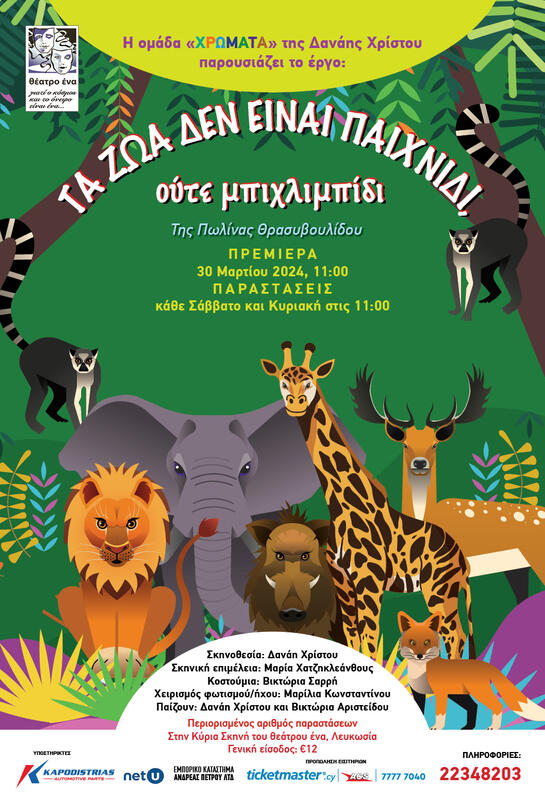 Η ομάδα «ΧΡΩΜΑΤΑ» της Δανάης Χρίστου
παρουσιάζει το έργο:
θέατρο ένα
γιατί ο κόσμος
και το όνειρο
είναι ένα...
ΤΑ ΖΩΑ ΔΕΝ ΕΙΝΑΙ ΠΑΙΧΝΙΔΙ,
ούτε μπιχλιμπίδι
Της Πωλίνας Θρασυβουλίδου
ΠΡΕΜΙΕΡΑ
30 Μαρτίου 2024, 11:00
ΠΑΡΑΣΤΑΣΕΙΣ
κάθε Σάββατο και Κυριακή στις 11:00
Σκηνοθεσία: Δανάη Χρίστου
Σκηνική επιμέλεια: Μαρία Χατζηκλεάνθους
Κοστούμια: Βικτώρια Σαρρή
Χειρισμός φωτισμού/ήχου: Μαρίλια Κωνσταντίνου
Παίζουν: Δανάη Χρίστου και Βικτώρια Αριστείδου
Περιορισμένος αριθμός παραστάσεων
Στην Κύρια Σκηνή του θεάτρου ένα, Λευκωσία
Γενική είσοδος: €12
ΥΠΟΣΤΗΡΙΚΤΕΣ
KAPODISTRIAS
AUTOMOTIVE PARTS
netU
ΕΜΠΟΡΙΚΟ ΚΑΤΑΣΤΗΜΑ
ΑΝΔΡΕΑΣ ΠΕΤΡΟΥ ΛΤΔ
ΠΡΟΠΩΛΗΣΗ ΕΙΣΙΤΗΡΙΩΝ
ticketmaster.cy
ACS
7777 7040
ΠΛΗΡΟΦΟΡΙΕΣ:
22348203